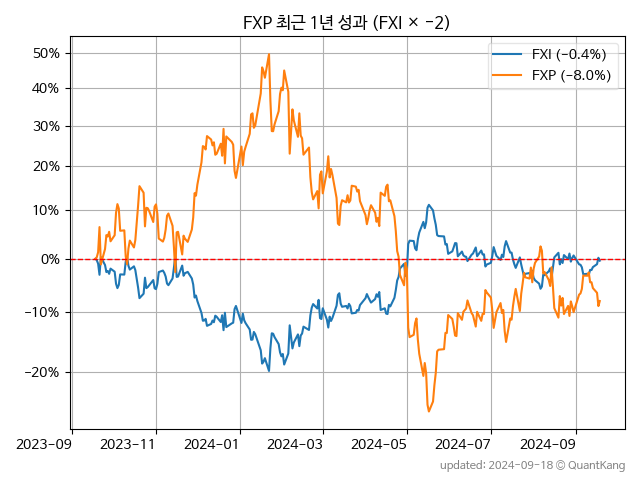 FXP 최근 1년 성과 (FXI × −2)
FXI (−0.4%)
FXP (−8.0%)
50%
40%
30%
20%
10%
0%
−10%
−20%
2023-09 2023-11 2024-01 2024-03 2024-05 2024-07 2024-09
updated: 2024-09-18 © QuantKang